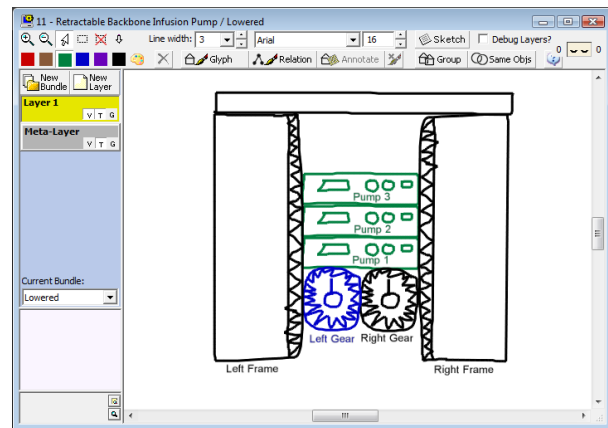 11 - Retractable Backbone Infusion Pump / Lowered
Line width: 3 Arial 16 Sketch Debug Layers? 0 0
Glyph Relation Annotate Group Same Objs
New Bundle New Layer
Layer 1
V T G
Meta-Layer
V T G
Pump 3
Pump 2
Pump 1
Current Bundle:
Lowered
Left Gear Right Gear
Left Frame Right Frame